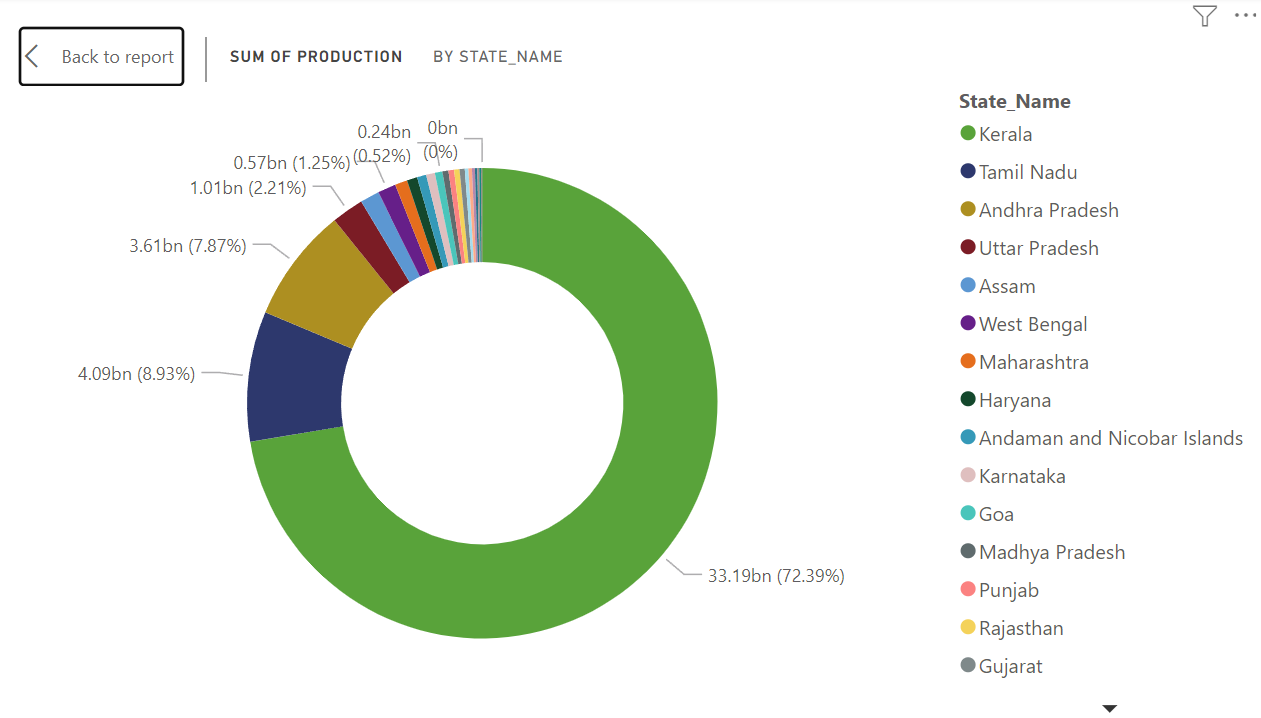 Back to report
SUM OF PRODUCTION BY STATE_NAME
State_Name
Kerala
Tamil Nadu
Andhra Pradesh
Uttar Pradesh
Assam
West Bengal
Maharashtra
Haryana
Andaman and Nicobar Islands
Karnataka
Goa
Madhya Pradesh
Punjab
Rajasthan
Gujarat
0bn
(0%)
0.24bn
(0.52%)
0.57bn (1.25%)
1.01bn (2.21%)
3.61bn (7.87%)
4.09bn (8.93%)
33.19bn (72.39%)